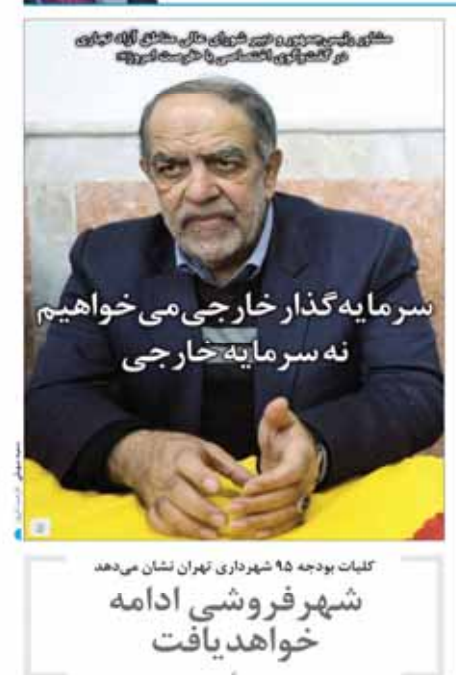 مشاور رئیس‌جمهور و دبیر شورای عالی مناطق آزاد تجاری
در گفت‌وگوی اختصاصی با «فرصت امروز»:
سرمایه‌گذار خارجی می‌خواهیم
نه سرمایه خارجی
کلیات بودجه ۹۵ شهرداری تهران نشان می‌دهد
شهرفروشی ادامه
خواهد یافت